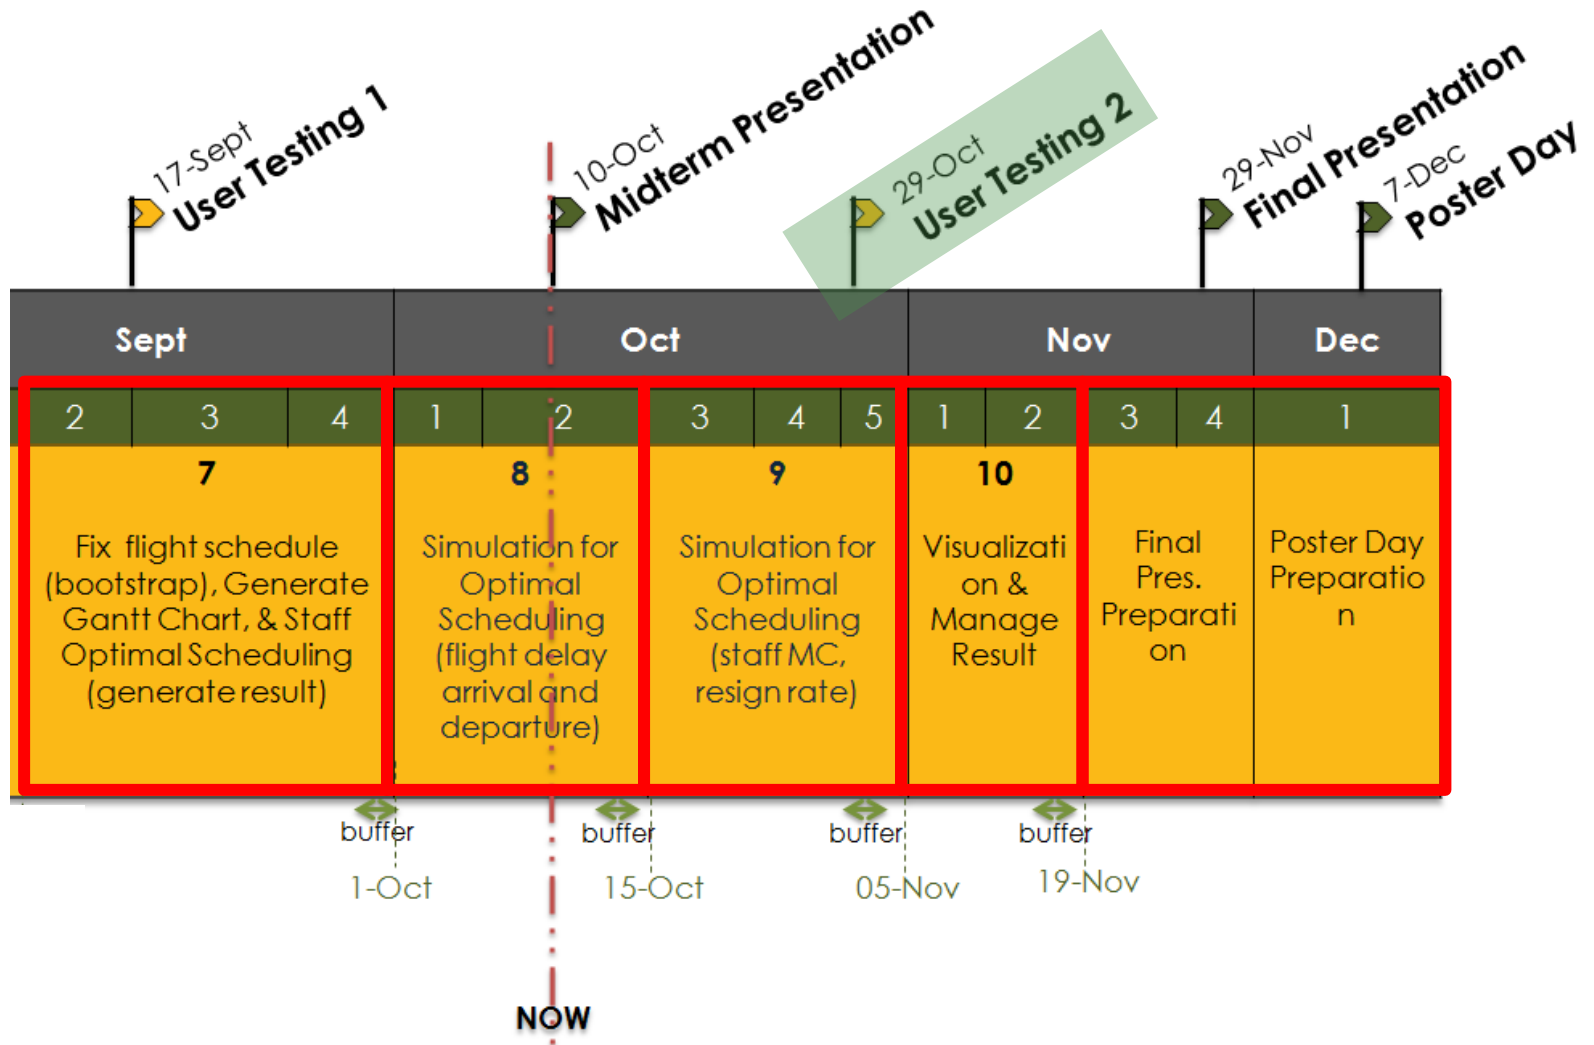 17-Sept
User Testing 1
10-Oct
Midterm Presentation
29-Oct
User Testing 2
29-Nov
Final Presentation
7-Dec
Poster Day
Sept
Oct
Nov
Dec
2 3 4 1 2 3 4 5 1 2 3 4 1
7
Fix flight schedule
(bootstrap), Generate
Gantt Chart, & Staff
Optimal Scheduling
(generate result)
8
Simulation for
Optimal
Scheduling
(flight delay
arrival and
departure)
9
Simulation for
Optimal
Scheduling
(staff MC,
resign rate)
10
Visualizati
on &
Manage
Result
Final
Pres.
Preparati
on
Poster Day
Preparatio
n
buffer
buffer
buffer
buffer
1-Oct
15-Oct
05-Nov
19-Nov
NOW